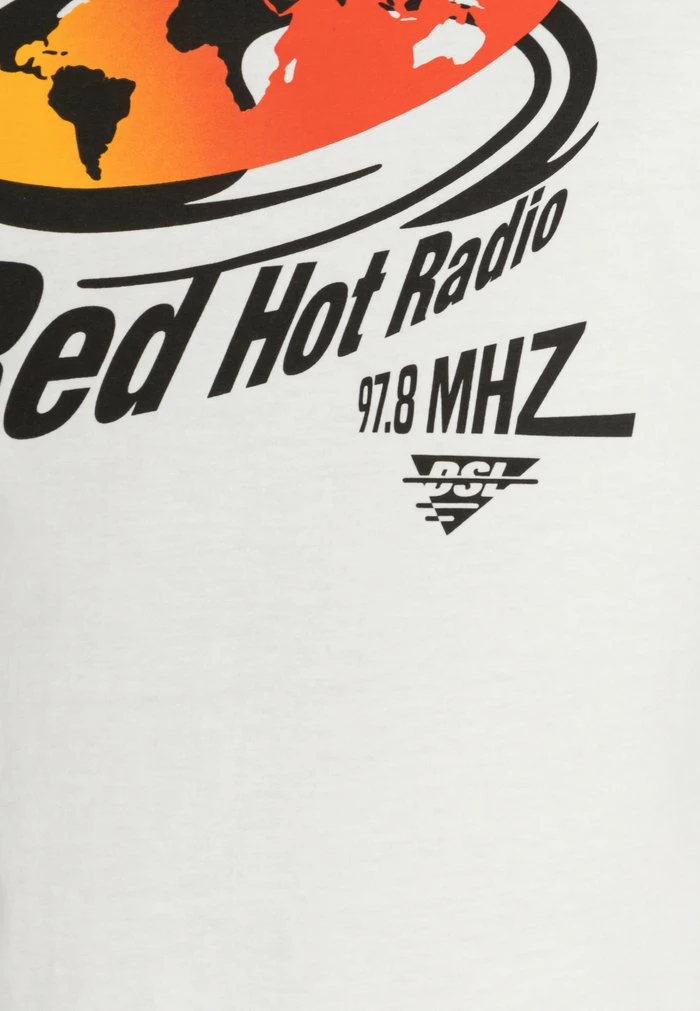 Red Hot Radio
97.8 MHZ
DSL